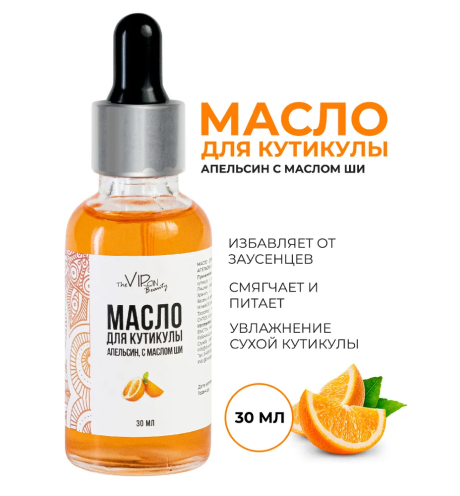 МАСЛО
ДЛЯ КУТИКУЛЫ
АПЕЛЬСИН С МАСЛОМ ШИ
ИЗБАВЛЯЕТ ОТ
ЗАУСЕНЦЕВ
СМЯГЧАЕТ И
ПИТАЕТ
УВЛАЖНЕНИЕ
СУХОЙ КУТИКУЛЫ
30 МЛ
The VIP
Beauty
МАСЛО
ДЛЯ КУТИКУЛЫ
АПЕЛЬСИН, С МАСЛОМ ШИ
30 МЛ